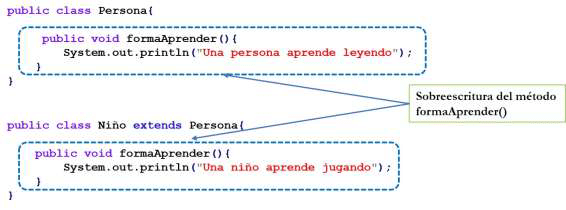 public class Persona{
public void formaAprender(){
System.out.println("Una persona aprende leyendo");
}
}
Sobreescritura del método
formaAprender()
public class Niño extends Persona{
public void formaAprender(){
System.out.println("Una niño aprende jugando");
}
}